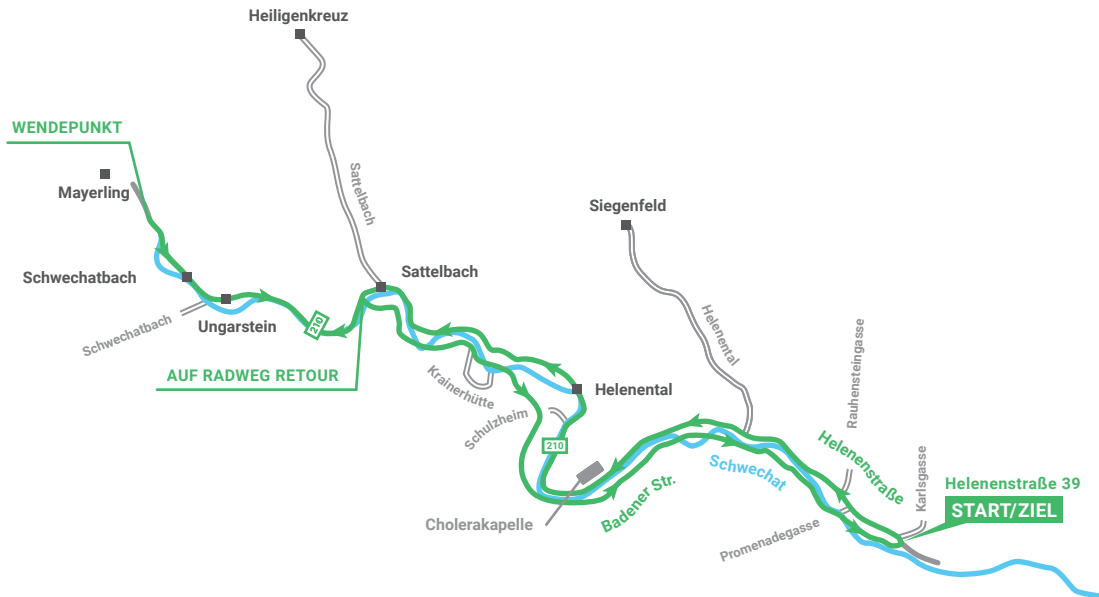 Heiligenkreuz
WENDEPUNKT
Mayerling
Sattelbach
Siegenfeld
Schwechatbach
Sattelbach
Ungarstein
Schwechatbach
210
Helenental
Rauhensteingasse
AUF RADWEG RETOUR
Krainerhütte
Helenental
Schulzheim
210
Helenenstraße
Karlsgasse
Schwechat
Badener Str.
Helenenstraße 39
START/ZIEL
Cholerakapelle
Promenadegasse